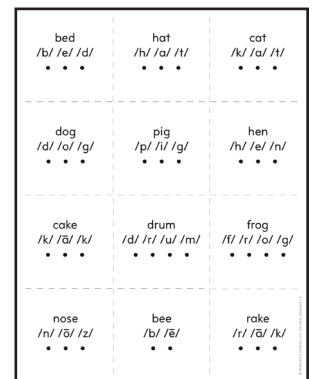 bed hat cat
/b/ /e/ /d/ /h/ /a/ /t/ /k/ /a/ /t/
dog pig hen
/d/ /o/ /g/ /p/ /i/ /g/ /h/ /e/ /n/
cake drum frog
/k/ /ā/ /k/ /d/ /r/ /u/ /m/ /f/ /r/ /o/ /g/
nose bee rake
/n/ /ō/ /z/ /b/ /ē/ /r/ /ā/ /k/